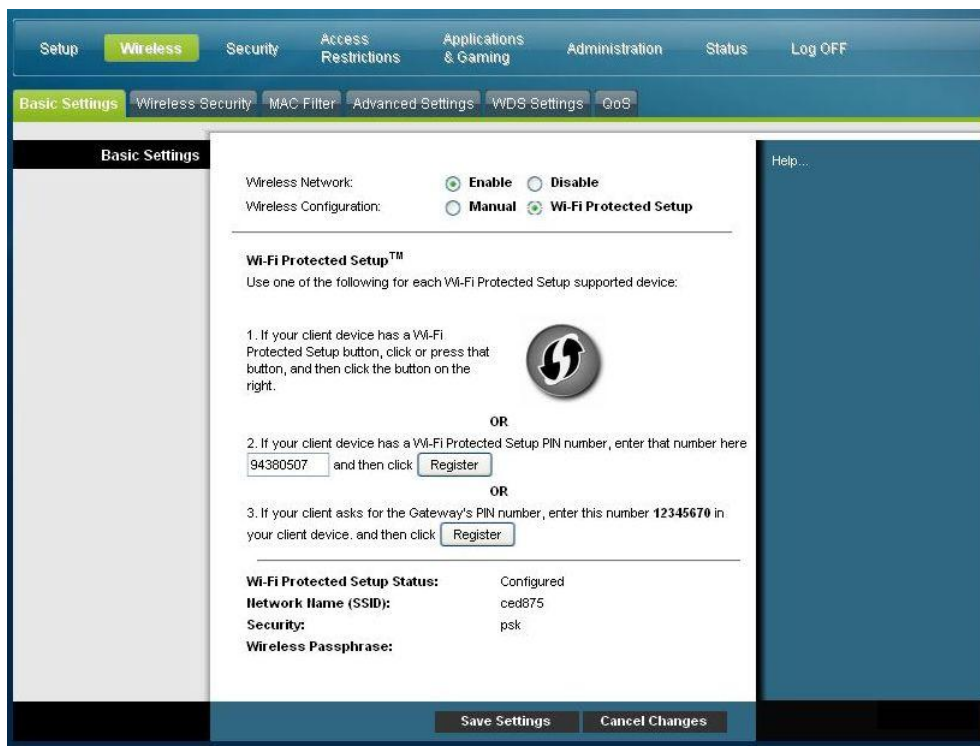 Setup Wireless Security Access Restrictions Applications & Gaming Administration Status Log OFF
Basic Settings Wireless Security MAC Filter Advanced Settings WDS Settings QoS
Basic Settings
Help...
Wireless Network: Enable Disable
Wireless Configuration: Manual Wi-Fi Protected Setup
Wi-Fi Protected Setup™
Use one of the following for each Wi-Fi Protected Setup supported device:
1. If your client device has a Wi-Fi
Protected Setup button, click or press that
button, and then click the button on the
right.
OR
2. If your client device has a Wi-Fi Protected Setup PIN number, enter that number here
94380507 and then click Register
OR
3. If your client asks for the Gateway's PIN number, enter this number 12345670 in
your client device. and then click Register
Wi-Fi Protected Setup Status: Configured
Network Name (SSID): ced875
Security: psk
Wireless Passphrase:
Save Settings Cancel Changes